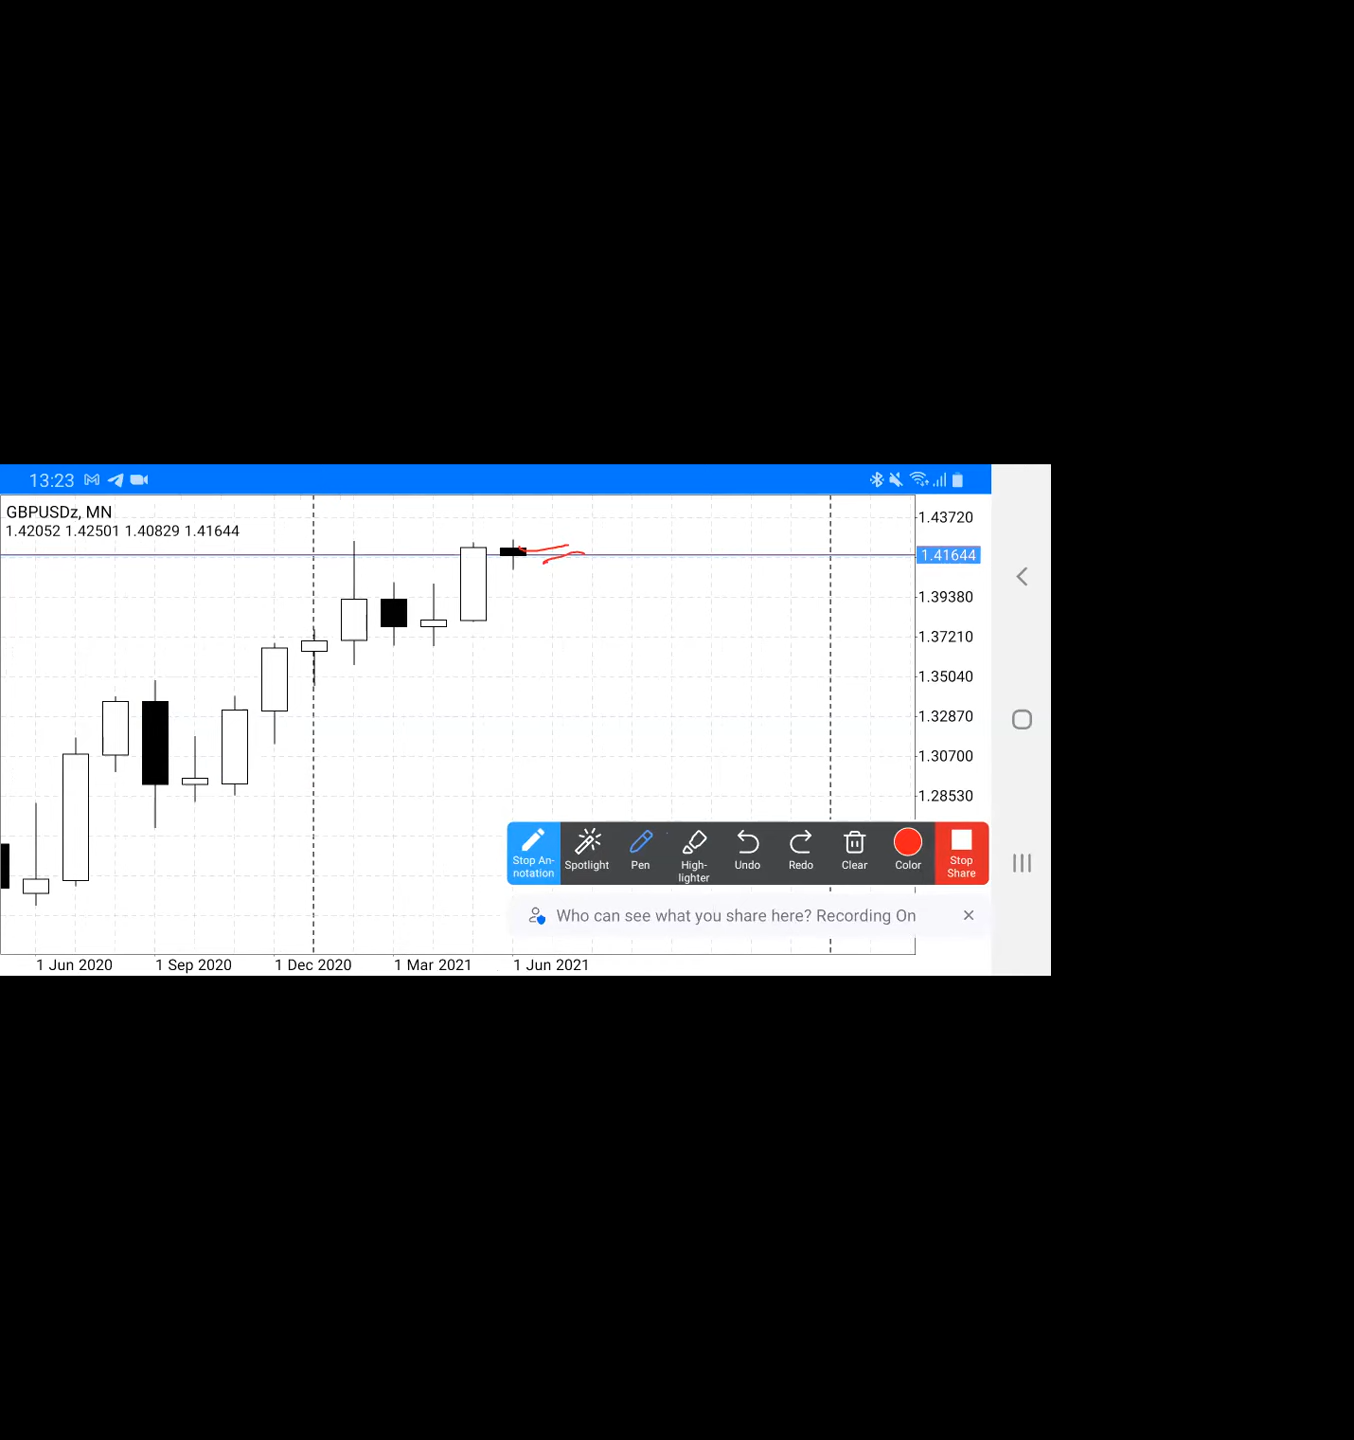 13:23
GBPUSDz, MN
1.42052 1.42501 1.40829 1.41644
1.43720
1.41644
1.39380
1.37210
1.35040
1.32870
1.30700
1.28530
Stop An-
notation
Spotlight
Pen
High-
lighter
Undo
Redo
Clear
Color
Stop
Share
Who can see what you share here? Recording On
1 Jun 2020
1 Sep 2020
1 Dec 2020
1 Mar 2021
1 Jun 2021